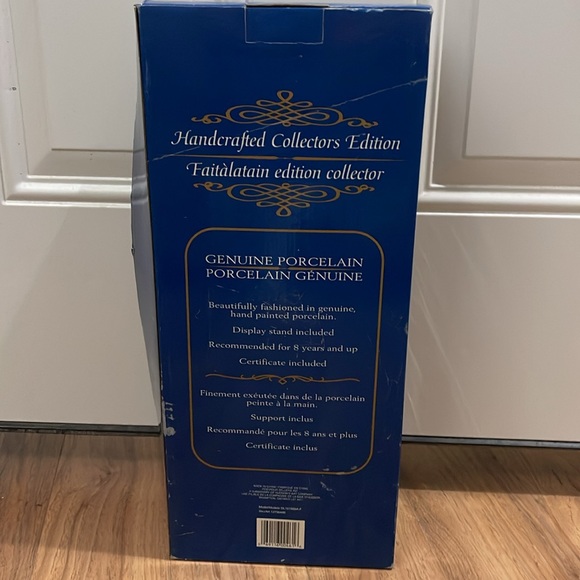 Handcrafted Collectors Edition
Faitàlatain edition collector
GENUINE PORCELAIN
PORCELAIN GÉNUINE
Beautifully fashioned in genuine,
hand painted porcelain.
Display stand included
Recommended for 8 years and up
Certificate included
Finement exéutée dans de la porcelain
peinte à la main.
Support inclus
Recommandé pour les 8 ans et plus
Certificate inclus